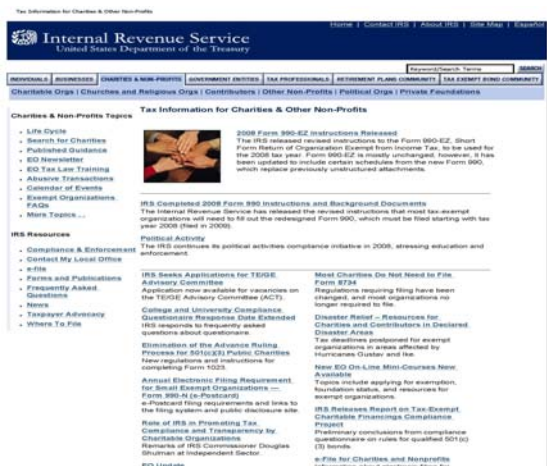 Tax Information for Charities & Other Non-Profits
Home | Contact IRS | About IRS | Site Map | Español
Internal Revenue Service
United States Department of the Treasury
Keyword/Search Terms SEARCH
INDIVIDUALS BUSINESSES CHARITIES & NON-PROFITS GOVERNMENT ENTITIES TAX PROFESSIONALS RETIREMENT PLANS COMMUNITY TAX EXEMPT BOND COMMUNITY
Charitable Orgs | Churches and Religious Orgs | Contributors | Other Non-Profits | Political Orgs | Private Foundations
Charities & Non-Profits Topics
Life Cycle
Search for Charities
Published Guidance
EO Newsletter
EO Tax Law Training
Abusive Transactions
Calendar of Events
Exempt Organizations
FAQs
More Topics . .
IRS Resources
Compliance & Enforcement
Contact My Local Office
e-file
Forms and Publications
Frequently Asked
Questions
News
Taxpayer Advocacy
Where To File
Tax Information for Charities & Other Non-Profits
2008 Form 990-EZ Instructions Released
The IRS released revised instructions to the Form 990-EZ, Short
Form Return of Organization Exempt from Income Tax, to be used for
the 2008 tax year. Form 990-EZ is mostly unchanged; however, it has
been updated to include certain schedules from the new Form 990,
which replace previously unstructured attachments.
IRS Completed 2008 Form 990 Instructions and Background Documents
The Internal Revenue Service has released the revised instructions that most tax-exempt
organizations will need to fill out the redesigned Form 990, which must be filed starting with tax
year 2008 (filed in 2009).
Political Activity
The IRS continues its political activities compliance initiative in 2008, stressing education and
enforcement.
IRS Seeks Applications for TE/GE
Advisory Committee
Application now available for vacancies on
the TE/GE Advisory Committee (ACT).
College and University Compliance
Questionnaire Response Date Extended
IRS responds to frequently asked
questions about questionnaire.
Elimination of the Advance Ruling
Process for 501(c)(3) Public Charities
New regulations and instructions for
completing Form 1023.
Annual Electronic Filing Requirement
for Small Exempt Organizations —
Form 990-N (e-Postcard)
e-Postcard filing requirements and links to
the filing system and public disclosure site.
Role of IRS in Promoting Tax
Compliance and Transparency by
Charitable Organizations
Remarks of IRS Commissioner Douglas
Shulman at Independent Sector.
EO Update
Most Charities Do Not Need to File
Form 8734
Regulations requiring filing have been
changed, and most organizations no
longer required to file.
Disaster Relief – Resources for
Charities and Contributors in Declared
Disaster Areas
Tax deadlines postponed for exempt
organizations in areas affected by
Hurricanes Gustav and Ike.
New EO On-Line Mini-Courses Now
Available
Topics include applying for exemption,
foundation status, and resources for
exempt organizations.
IRS Releases Report on Tax-Exempt
Charitable Financings Compliance
Project
Preliminary conclusions from compliance
questionnaire on rules for qualified 501(c)
(3) bonds.
e-File for Charities and Nonprofits